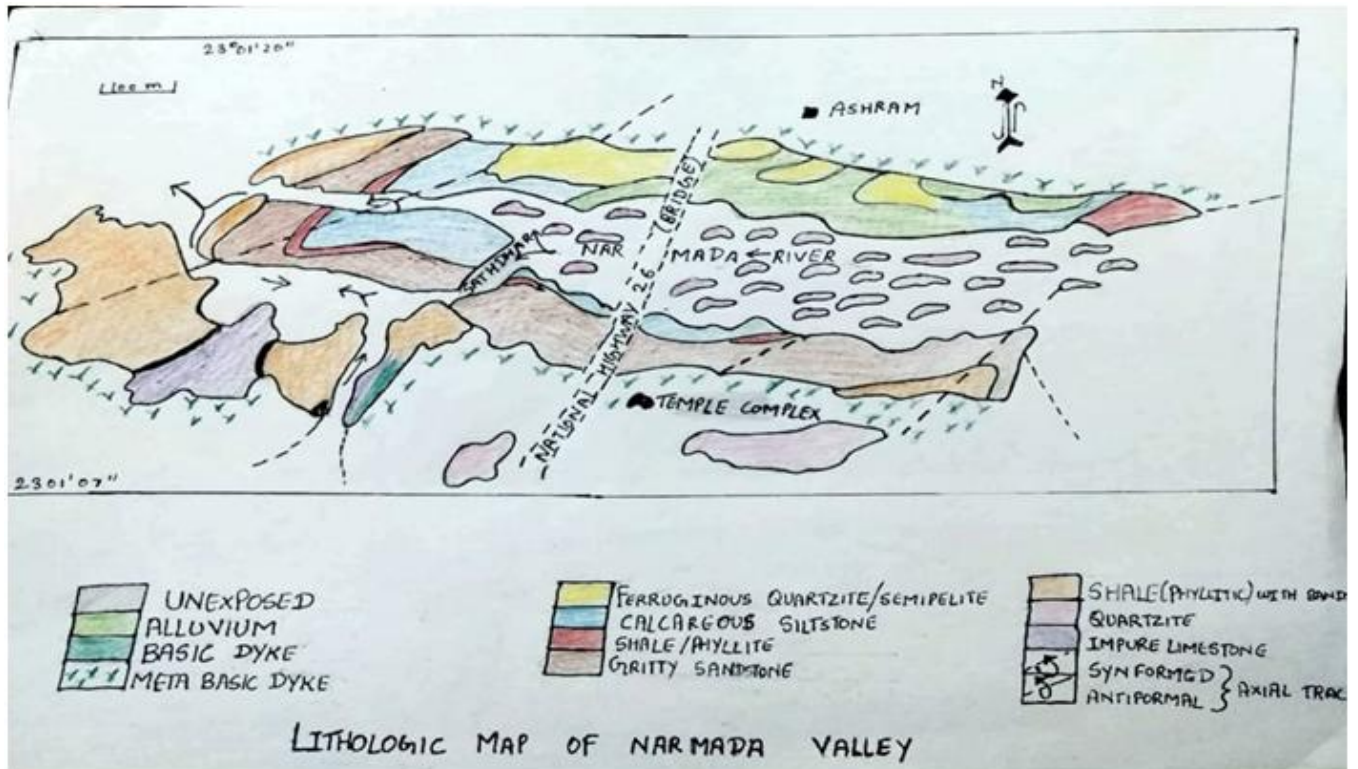 23°01'20"
100 m
N
ASHRAM
(BRIDGE)
SATHDHARA
NAR MADA ← RIVER
NATIONAL HIGHWAY 26
TEMPLE COMPLEX
2301'07"
UNEXPOSED
ALLUVIUM
BASIC DYKE
META BASIC DYKE
FERRUGINOUS QUARTZITE/SEMIPELITE
CALCAREOUS SILTSTONE
SHALE/PHYLLITE
GRITTY SANDSTONE
SHALE(PHYLLITIC) WITH BAND
QUARTZITE
IMPURE LIMESTONE
SYNFORMED
ANTIFORMAL } AXIAL TRAC
LITHOLOGIC MAP OF NARMADA VALLEY